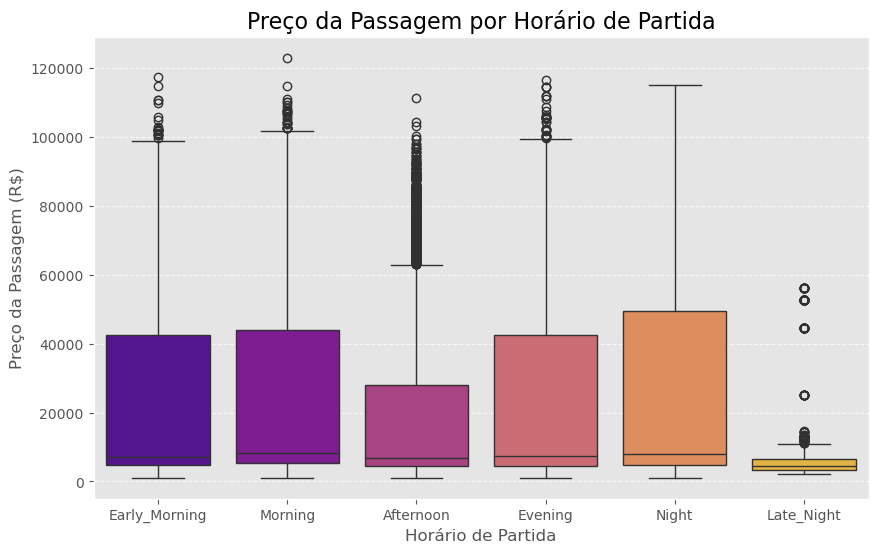 Preço da Passagem por Horário de Partida
Preço da Passagem (R$)
120000
100000
80000
60000
40000
20000
0
Early_Morning
Morning
Afternoon
Evening
Night
Late_Night
Horário de Partida